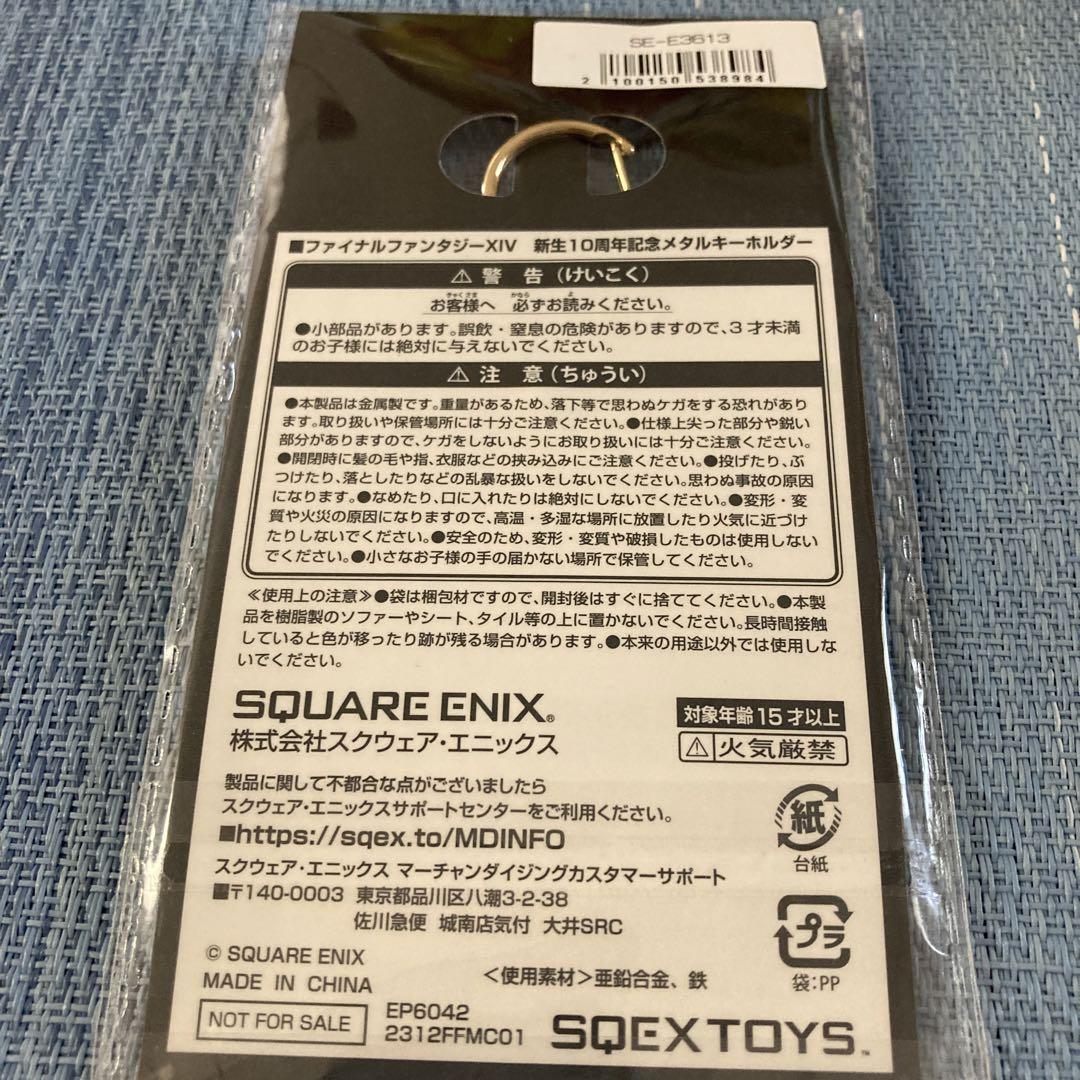 SE-E3613
2 100150 538984
■ファイナルファンタジーXIV 新生10周年記念メタルキーホルダー
⚠ 警 告(けいこく)
お客様へ 必ずお読みください。
●小部品があります。誤飲・窒息の危険がありますので、3才未満
のお子様には絶対に与えないでください。
⚠ 注 意(ちゅうい)
●本製品は金属製です。重量があるため、落下等で思わぬケガをする恐れがあり
ます。取り扱いや保管場所には十分ご注意ください。●仕様上尖った部分や鋭い
部分がありますので、ケガをしないようにお取り扱いには十分ご注意ください。
●開閉時に髪の毛や指、衣服などの挟み込みにご注意ください。●投げたり、ぶ
つけたり、落としたりなどの乱暴な扱いをしないでください。思わぬ事故の原因
になります。●なめたり、口に入れたりは絶対にしないでください。●変形・変
質や火災の原因になりますので、高温・多湿な場所に放置したり火気に近づけ
たりしないでください。●安全のため、変形・変質や破損したものは使用しない
でください。●小さなお子様の手の届かない場所で保管してください。
≪使用上の注意≫●袋は梱包材ですので、開封後はすぐに捨ててください。●本製
品を樹脂製のソファーやシート、タイル等の上に置かないでください。長時間接触
していると色が移ったり跡が残る場合があります。●本来の用途以外では使用しな
いでください。
SQUARE ENIX®
株式会社スクウェア・エニックス
対象年齢15才以上
⚠火気厳禁
製品に関して不都合な点がございましたら
スクウェア・エニックスサポートセンターをご利用ください。
■https://sqex.to/MDINFO
スクウェア・エニックス マーチャンダイジングカスタマーサポート
■〒140-0003 東京都品川区八潮3-2-38
佐川急便 城南店気付 大井SRC
紙
台紙
プラ
袋:PP
© SQUARE ENIX
MADE IN CHINA
<使用素材>亜鉛合金、鉄
NOT FOR SALE
EP6042
2312FFMC01
SQEX TOYS™